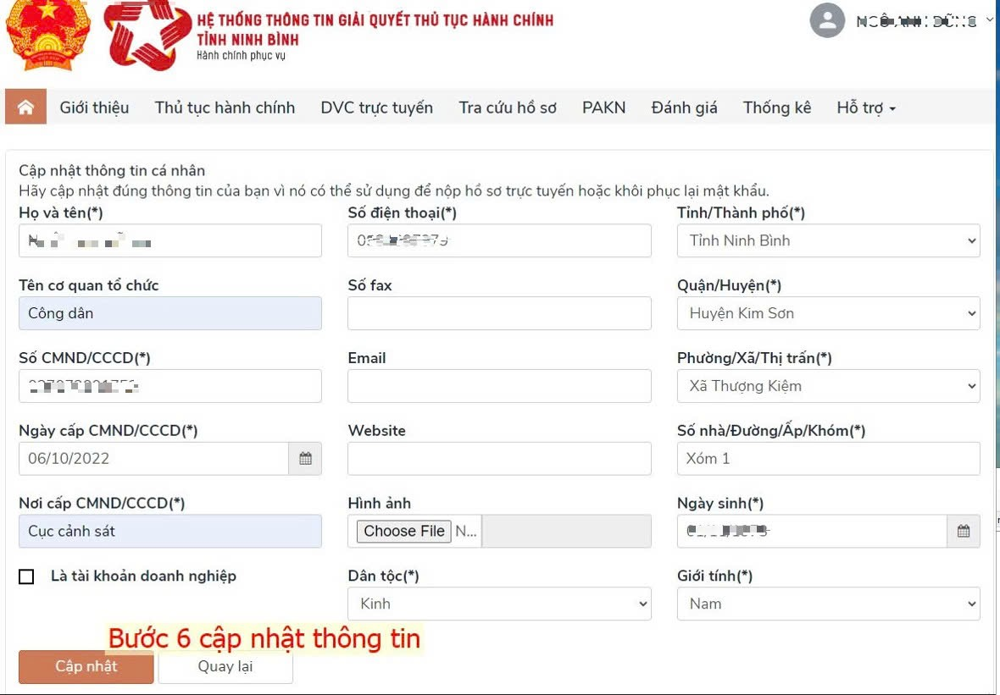 HỆ THỐNG THÔNG TIN GIẢI QUYẾT THỦ TỤC HÀNH CHÍNH
TỈNH NINH BÌNH
Hành chính phục vụ
Giới thiệu Thủ tục hành chính DVC trực tuyến Tra cứu hồ sơ PAKN Đánh giá Thống kê Hỗ trợ
Cập nhật thông tin cá nhân
Hãy cập nhật đúng thông tin của bạn vì nó có thể sử dụng để nộp hồ sơ trực tuyến hoặc khôi phục lại mật khẩu.
Họ và tên(*) Số điện thoại(*) Tỉnh/Thành phố(*)
Tỉnh Ninh Bình
Tên cơ quan tổ chức Số fax Quận/Huyện(*)
Công dân Huyện Kim Sơn
Số CMND/CCCD(*) Email Phường/Xã/Thị trấn(*)
Xã Thượng Kiệm
Ngày cấp CMND/CCCD(*) Website Số nhà/Đường/Ấp/Khóm(*)
06/10/2022 Xóm 1
Nơi cấp CMND/CCCD(*) Hình ảnh Ngày sinh(*)
Cục cảnh sát Choose File N...
Là tài khoản doanh nghiệp Dân tộc(*) Giới tính(*)
Kinh Nam
Bước 6 cập nhật thông tin
Cập nhật Quay lại